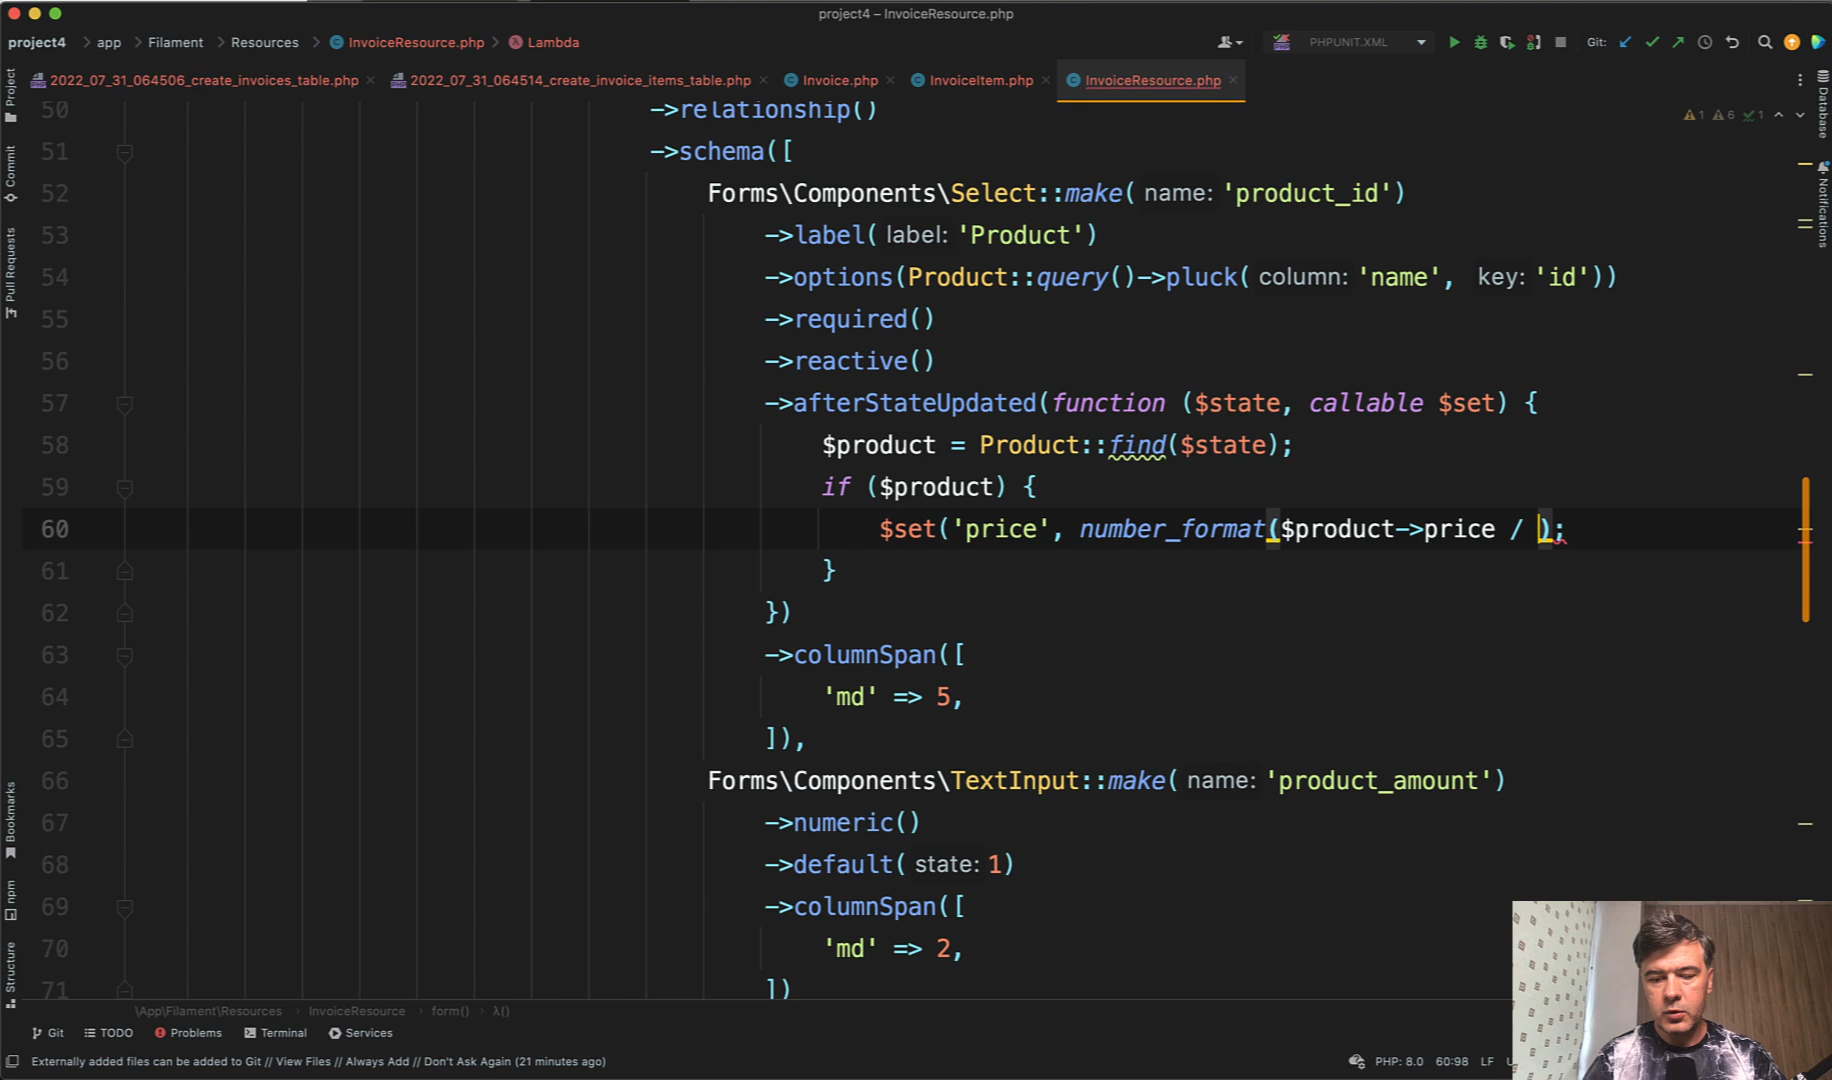 project4 – InvoiceResource.php
project4 app Filament Resources InvoiceResource.php Lambda
PHPUNIT.XML Git:
2022_07_31_064506_create_invoices_table.php 2022_07_31_064514_create_invoice_items_table.php Invoice.php InvoiceItem.php InvoiceResource.php
Project
Commit
Pull Requests
Bookmarks
npm
Structure
Database
Notifications
1 6 1
50 ->relationship()
51 ->schema([
52 Forms\Components\Select::make( name: 'product_id')
53 ->label( label: 'Product')
54 ->options(Product::query()->pluck( column: 'name', key: 'id'))
55 ->required()
56 ->reactive()
57 ->afterStateUpdated(function ($state, callable $set) {
58 $product = Product::find($state);
59 if ($product) {
60 $set('price', number_format($product->price / );
61 }
62 })
63 ->columnSpan([
64 'md' => 5,
65 ]),
66 Forms\Components\TextInput::make( name: 'product_amount')
67 ->numeric()
68 ->default( state: 1)
69 ->columnSpan([
70 'md' => 2,
71 ])
\App\Filament\Resources InvoiceResource form() λ()
Git TODO Problems Terminal Services
Externally added files can be added to Git // View Files // Always Add // Don't Ask Again (21 minutes ago)
PHP: 8.0 60:98 LF